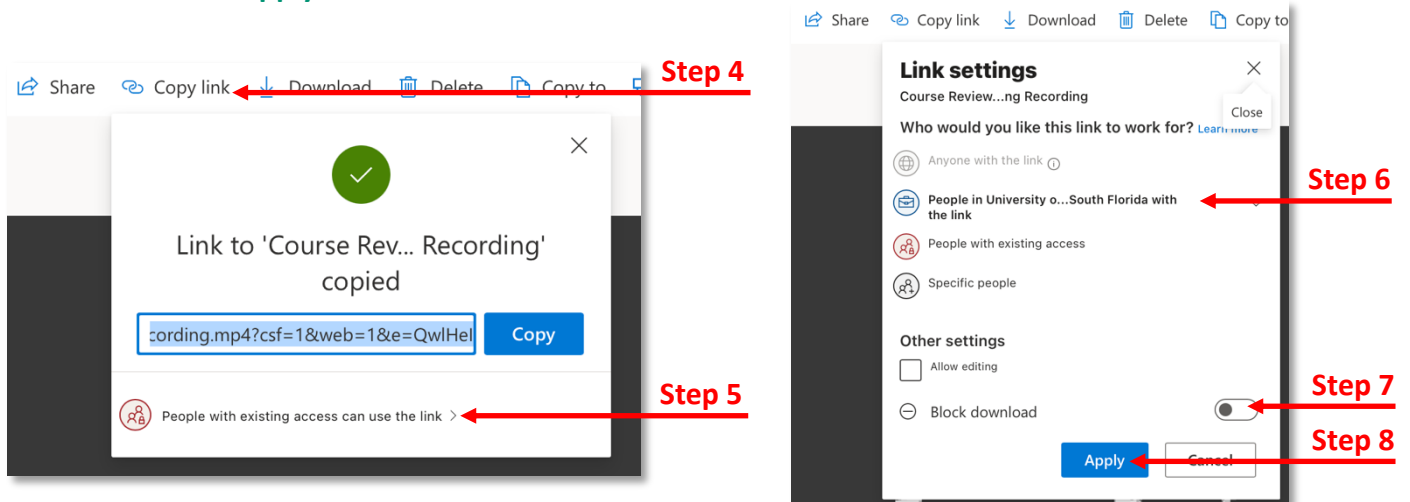 Share Copy link Download Delete Copy to
Step 4
Link to 'Course Rev... Recording'
copied
cording.mp4?csf=1&web=1&e=QwlHeI
Copy
People with existing access can use the link
Step 5
Share Copy link Download Delete Copy to
Link settings
Course Review...ng Recording
Close
Who would you like this link to work for? Learn more
Anyone with the link
People in University o...South Florida with
the link
Step 6
People with existing access
Specific people
Other settings
Allow editing
Block download
Step 7
Apply Cancel
Step 8